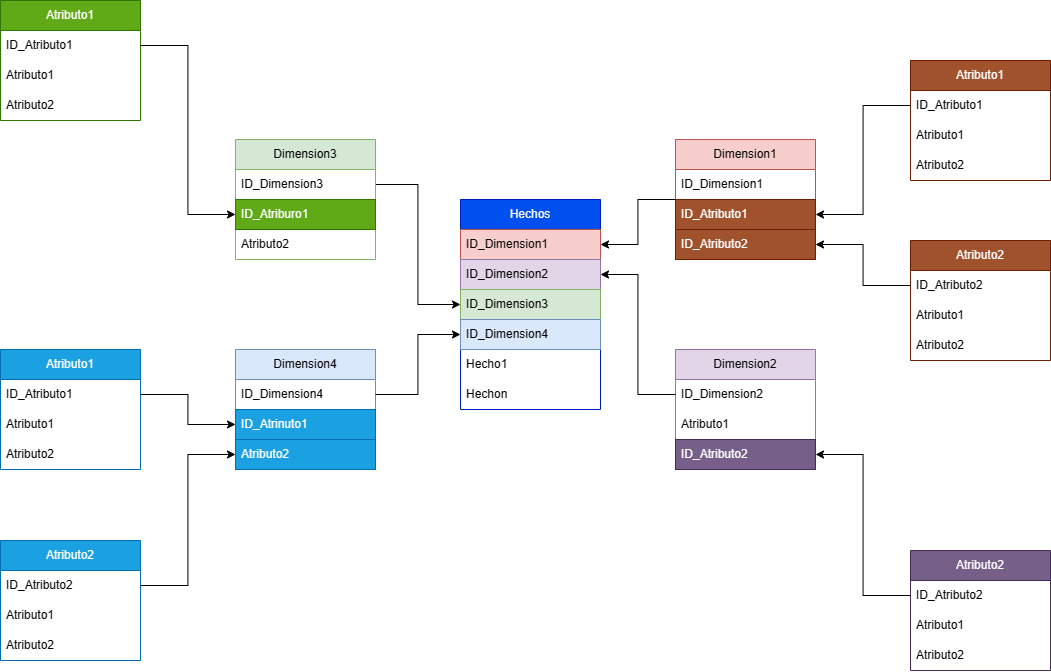 Atributo1
ID_Atributo1
Atributo1
Atributo2
Dimension3
ID_Dimension3
ID_Atriburo1
Atributo2
Atributo1
ID_Atributo1
Atributo1
Atributo2
Dimension4
ID_Dimension4
ID_Atrinuto1
Atributo2
Atributo2
ID_Atributo2
Atributo1
Atributo2
Hechos
ID_Dimension1
ID_Dimension2
ID_Dimension3
ID_Dimension4
Hecho1
Hechon
Dimension1
ID_Dimension1
ID_Atributo1
ID_Atributo2
Dimension2
ID_Dimension2
Atributo1
ID_Atributo2
Atributo1
ID_Atributo1
Atributo1
Atributo2
Atributo2
ID_Atributo2
Atributo1
Atributo2
Atributo2
ID_Atributo2
Atributo1
Atributo2